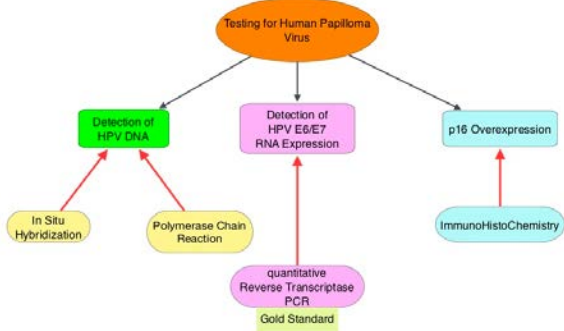 Testing for Human Papilloma
Virus
Detection of
HPV DNA
Detection of
HPV E6/E7
RNA Expression
p16 Overexpression
In Situ
Hybridization
Polymerase Chain
Reaction
ImmunoHistoChemistry
quantitative
Reverse Transcriptase
PCR
Gold Standard